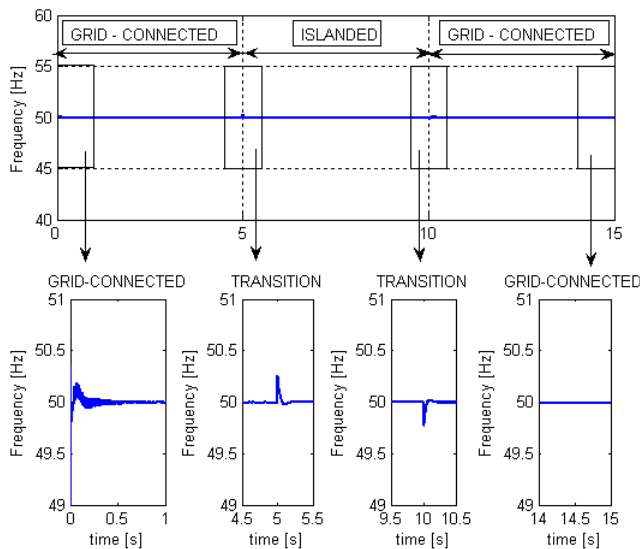 60
GRID - CONNECTED
ISLANDED
GRID - CONNECTED
55
50
45
40
Frequency [Hz]
0
5
10
15
GRID-CONNECTED
TRANSITION
TRANSITION
GRID-CONNECTED
51
50.5
50
49.5
49
Frequency [Hz]
0
0.5
1
time [s]
51
50.5
50
49.5
49
Frequency [Hz]
4.5
5
5.5
time [s]
51
50.5
50
49.5
49
Frequency [Hz]
9.5
10
10.5
time [s]
51
50.5
50
49.5
49
Frequency [Hz]
14
14.5
15
time [s]